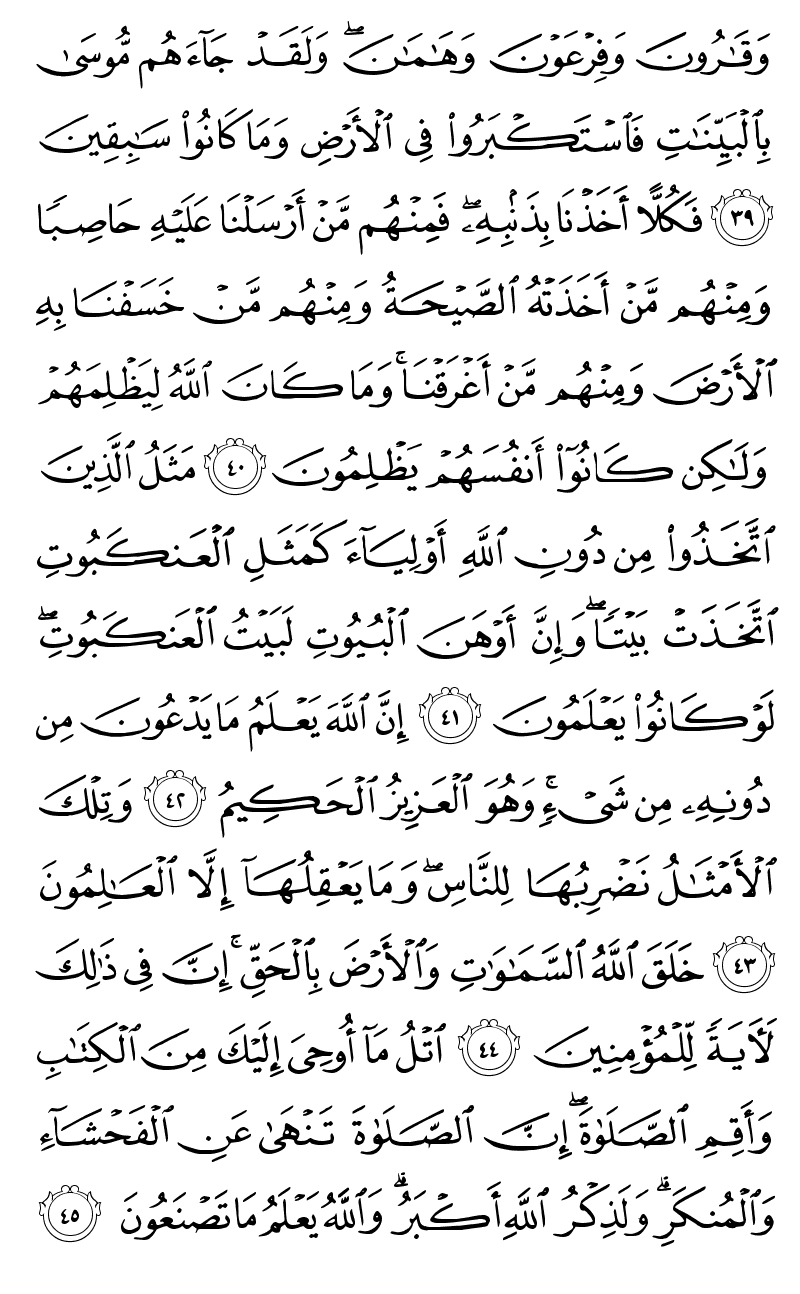 وَقَٰرُونَ وَفِرۡعَوۡنَ وَهَٰمَٰنَۖ وَلَقَدۡ جَآءَهُم مُّوسَىٰ
بِٱلۡبَيِّنَٰتِ فَٱسۡتَكۡبَرُواْ فِي ٱلۡأَرۡضِ وَمَا كَانُواْ سَٰبِقِينَ
٣٩ فَكُلًّا أَخَذۡنَا بِذَنۢبِهِۦۖ فَمِنۡهُم مَّنۡ أَرۡسَلۡنَا عَلَيۡهِ حَاصِبٗا
وَمِنۡهُم مَّنۡ أَخَذَتۡهُ ٱلصَّيۡحَةُ وَمِنۡهُم مَّنۡ خَسَفۡنَا بِهِ
ٱلۡأَرۡضَ وَمِنۡهُم مَّنۡ أَغۡرَقۡنَاۚ وَمَا كَانَ ٱللَّهُ لِيَظۡلِمَهُمۡ
وَلَٰكِن كَانُوٓاْ أَنفُسَهُمۡ يَظۡلِمُونَ ٤٠ مَثَلُ ٱلَّذِينَ
ٱتَّخَذُواْ مِن دُونِ ٱللَّهِ أَوۡلِيَآءَ كَمَثَلِ ٱلۡعَنكَبُوتِ
ٱتَّخَذَتۡ بَيۡتٗاۖ وَإِنَّ أَوۡهَنَ ٱلۡبُيُوتِ لَبَيۡتُ ٱلۡعَنكَبُوتِۖ
لَوۡ كَانُواْ يَعۡلَمُونَ ٤١ إِنَّ ٱللَّهَ يَعۡلَمُ مَا يَدۡعُونَ مِن
دُونِهِۦ مِن شَيۡءٖۚ وَهُوَ ٱلۡعَزِيزُ ٱلۡحَكِيمُ ٤٢ وَتِلۡكَ
ٱلۡأَمۡثَٰلُ نَضۡرِبُهَا لِلنَّاسِۖ وَمَا يَعۡقِلُهَآ إِلَّا ٱلۡعَٰلِمُونَ
٤٣ خَلَقَ ٱللَّهُ ٱلسَّمَٰوَٰتِ وَٱلۡأَرۡضَ بِٱلۡحَقِّۚ إِنَّ فِي ذَٰلِكَ
لَأٓيَةٗ لِّلۡمُؤۡمِنِينَ ٤٤ ٱتۡلُ مَآ أُوحِيَ إِلَيۡكَ مِنَ ٱلۡكِتَٰبِ
وَأَقِمِ ٱلصَّلَوٰةَۖ إِنَّ ٱلصَّلَوٰةَ تَنۡهَىٰ عَنِ ٱلۡفَحۡشَآءِ
وَٱلۡمُنكَرِۗ وَلَذِكۡرُ ٱللَّهِ أَكۡبَرُۗ وَٱللَّهُ يَعۡلَمُ مَا تَصۡنَعُونَ ٤٥